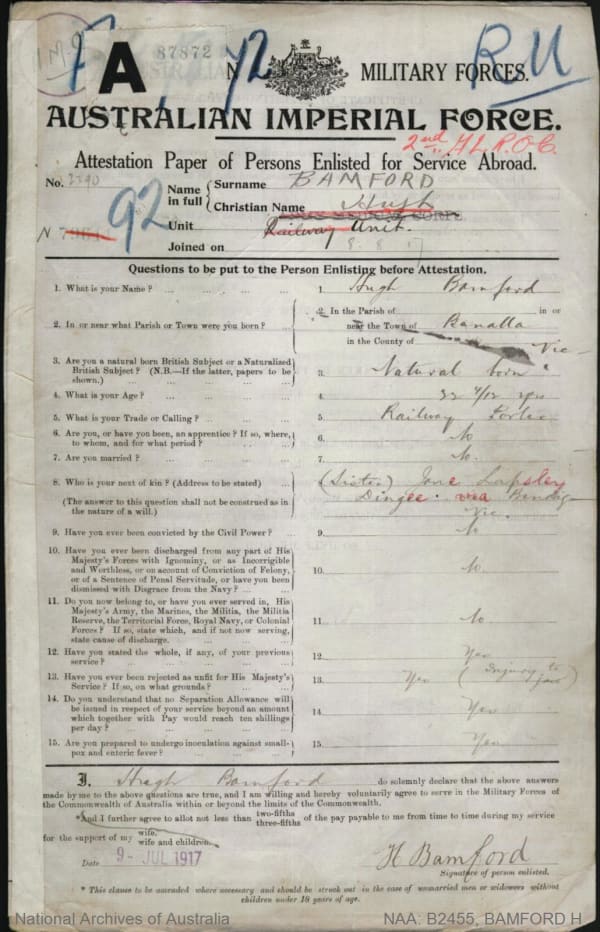 A 87872
N 72 MILITARY FORCES. RU
AUSTRALIAN IMPERIAL FORCE.
2nd A.L.R.O.C.
Attestation Paper of Persons Enlisted for Service Abroad.
No. Name in full { Surname BAMFORD
Christian Name Hugh
92
N Unit Railway Unit.
Joined on 8.8.17
Questions to be put to the Person Enlisting before Attestation.
1. What is your Name? ... 1. Hugh Bamford
2. In or near what Parish or Town were you born? ... 2. In the Parish of in or
near the Town of Benalla
in the County of Vic
3. Are you a natural born British Subject or a Naturalized
British Subject? (N.B.—If the latter, papers to be
shown.) 3. Natural born
4. What is your Age? ... 4. 32 4/12 yrs
5. What is your Trade or Calling? ... 5. Railway Porter
6. Are you, or have you been, an apprentice? If so, where,
to whom, and for what period? 6. No
7. Are you married? ... 7. No.
8. Who is your next of kin? (Address to be stated) ... (Sister) Jane Lapsley
Dingee via Bendigo
(The answer to this question shall not be construed as in
the nature of a will.) Vic.
9. Have you ever been convicted by the Civil Power? ... 9. No
10. Have you ever been discharged from any part of His
Majesty's Forces with Ignominy, or as Incorrigible
and Worthless, or on account of Conviction of Felony,
or of a Sentence of Penal Servitude, or have you been
dismissed with Disgrace from the Navy? ... 10. No
11. Do you now belong to, or have you ever served in, His
Majesty's Army, the Marines, the Militia, the Militia
Reserve, the Territorial Force, Royal Navy, or Colonial
Forces? If so, state which, and if not now serving,
state cause of discharge. 11. No
12. Have you stated the whole, if any, of your previous
service? 12. Yes
13. Have you ever been rejected as unfit for His Majesty's
Service? If so, on what grounds? 13. Yes (Injury to jaw)
14. Do you understand that no Separation Allowance will
be issued in respect of your service beyond an amount
which together with Pay would reach ten shillings
per day? 14. Yes
15. Are you prepared to undergo inoculation against small-
pox and enteric fever? 15. Yes
I, Hugh Bamford do solemnly declare that the above answers
made by me to the above questions are true, and I am willing and hereby voluntarily agree to serve in the Military Forces of
the Commonwealth of Australia within or beyond the limits of the Commonwealth.
*And I further agree to allot not less than two-fifths three-fifths of the pay payable to me from time to time during my service
for the support of my wife. wife and children.
Date 9- JUL 1917 H Bamford
Signature of person enlisted.
* This clause to be amended where necessary and should be struck out in the case of unmarried men or widowers without
children under 18 years of age.
National Archives of Australia NAA: B2455, BAMFORD H